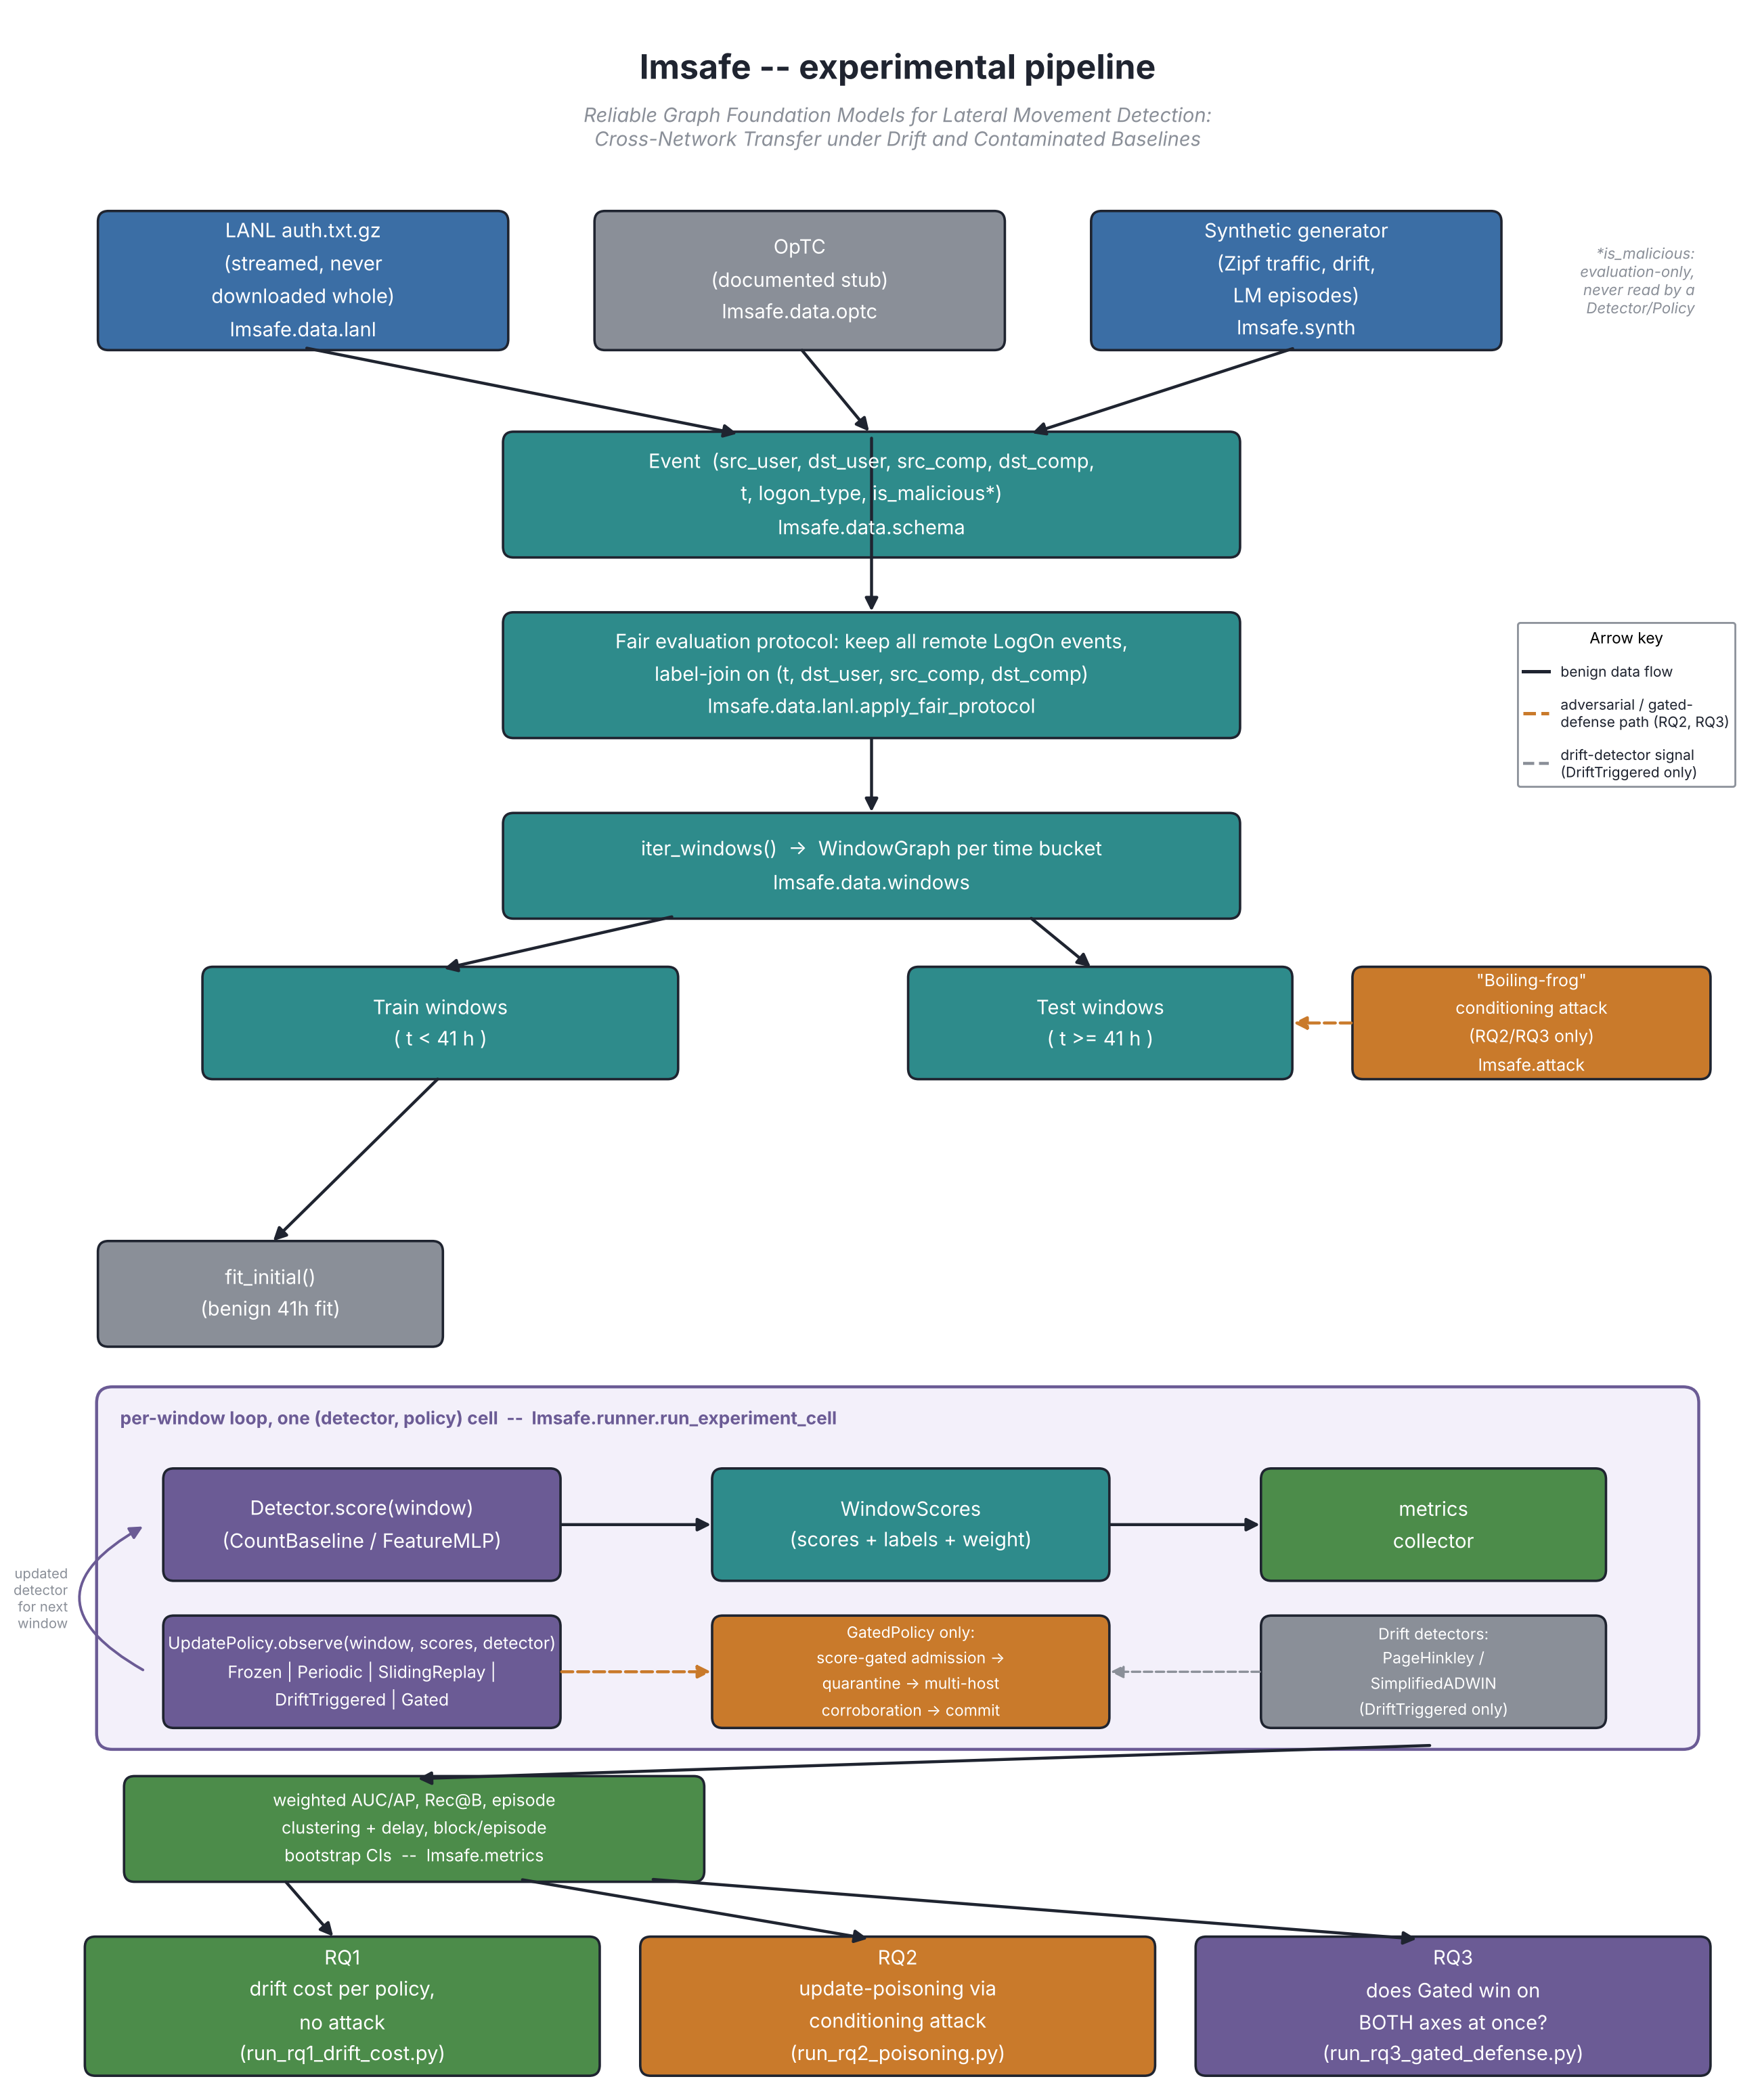 lmsafe -- experimental pipeline
Reliable Graph Foundation Models for Lateral Movement Detection:
Cross-Network Transfer under Drift and Contaminated Baselines
LANL auth.txt.gz
(streamed, never
downloaded whole)
lmsafe.data.lanl
OpTC
(documented stub)
lmsafe.data.optc
Synthetic generator
(Zipf traffic, drift,
LM episodes)
lmsafe.synth
*is_malicious:
evaluation-only,
never read by a
Detector/Policy
Event (src_user, dst_user, src_comp, dst_comp,
t, logon_type, is_malicious*)
lmsafe.data.schema
Fair evaluation protocol: keep all remote LogOn events,
label-join on (t, dst_user, src_comp, dst_comp)
lmsafe.data.lanl.apply_fair_protocol
Arrow key
benign data flow
adversarial / gated-
defense path (RQ2, RQ3)
drift-detector signal
(DriftTriggered only)
iter_windows() → WindowGraph per time bucket
lmsafe.data.windows
Train windows
( t < 41 h )
Test windows
( t >= 41 h )
"Boiling-frog"
conditioning attack
(RQ2/RQ3 only)
lmsafe.attack
fit_initial()
(benign 41h fit)
per-window loop, one (detector, policy) cell -- lmsafe.runner.run_experiment_cell
Detector.score(window)
(CountBaseline / FeatureMLP)
WindowScores
(scores + labels + weight)
metrics
collector
updated
detector
for next
window
UpdatePolicy.observe(window, scores, detector)
Frozen | Periodic | SlidingReplay |
DriftTriggered | Gated
GatedPolicy only:
score-gated admission →
quarantine → multi-host
corroboration → commit
Drift detectors:
PageHinkley /
SimplifiedADWIN
(DriftTriggered only)
weighted AUC/AP, Rec@B, episode
clustering + delay, block/episode
bootstrap CIs -- lmsafe.metrics
RQ1
drift cost per policy,
no attack
(run_rq1_drift_cost.py)
RQ2
update-poisoning via
conditioning attack
(run_rq2_poisoning.py)
RQ3
does Gated win on
BOTH axes at once?
(run_rq3_gated_defense.py)